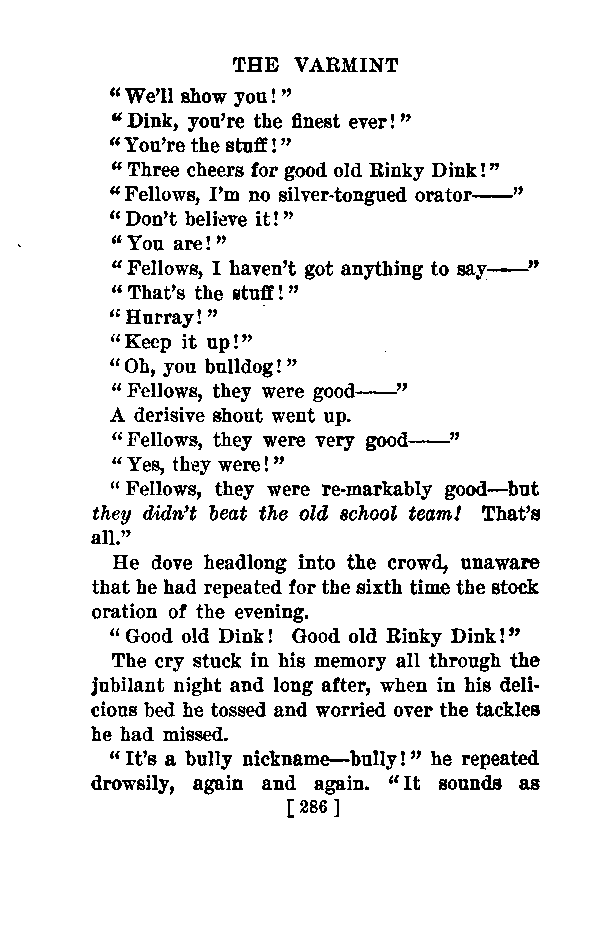 THE VARMINT
“We'll show you!”
“Dink, you're the finest ever!”
“You're the stuff!”
“Three cheers for good old Rinky Dink!”
“Fellows, I'm no silver-tongued orator——”
“Don't believe it!”
“You are!”
“Fellows, I haven't got anything to say——”
“That's the stuff!”
“Hurray!”
“Keep it up!”
“Oh, you bulldog!”
“Fellows, they were good——”
A derisive shout went up.
“Fellows, they were very good——”
“Yes, they were!”
“Fellows, they were re-markably good—but
they didn't beat the old school team! That's
all.”
He dove headlong into the crowd, unaware
that he had repeated for the sixth time the stock
oration of the evening.
“Good old Dink! Good old Rinky Dink!”
The cry stuck in his memory all through the
jubilant night and long after, when in his deli-
cious bed he tossed and worried over the tackles
he had missed.
“It's a bully nickname—bully!” he repeated
drowsily, again and again. “It sounds as
[ 286 ]